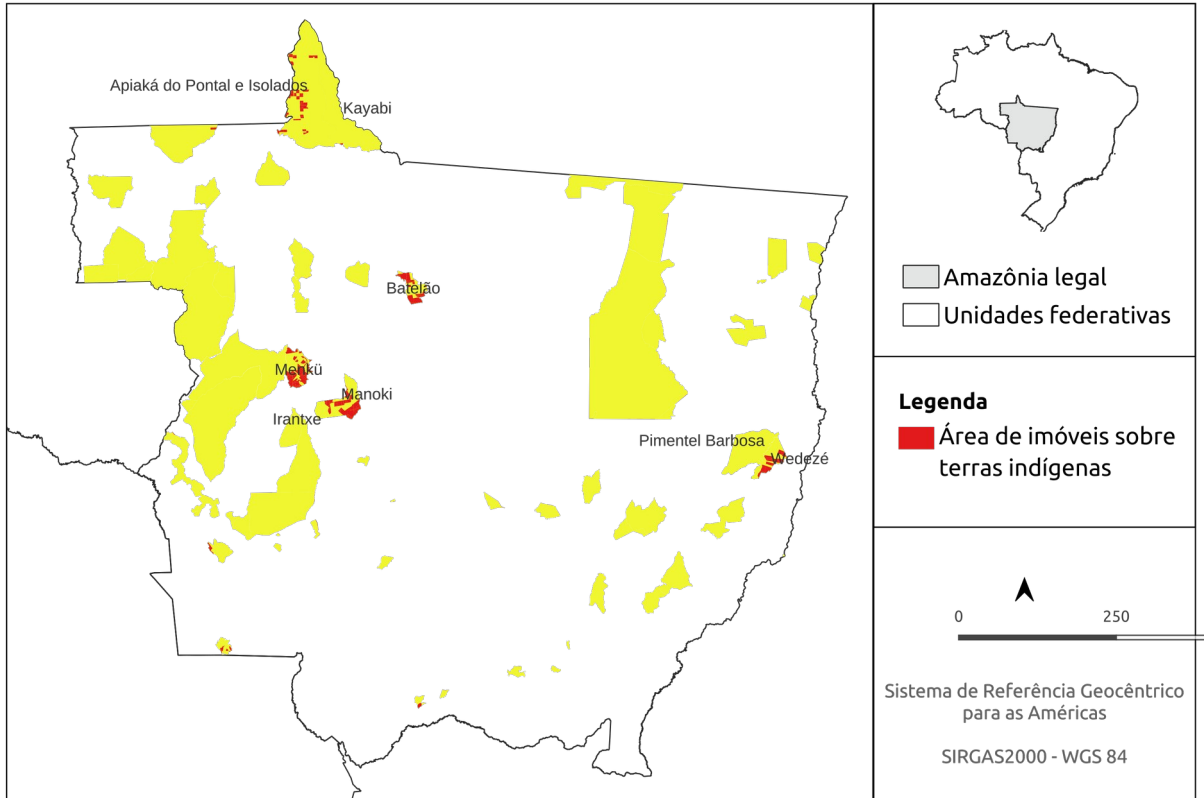 Apiaká do Pontal e Isolados
Kayabi
Batelão
Menkü
Manoki
Irantxe
Pimentel Barbosa
Wedezé
Amazônia legal
Unidades federativas
Legenda
Área de imóveis sobre
terras indígenas
0 250
Sistema de Referência Geocêntrico
para as Américas
SIRGAS2000 - WGS 84